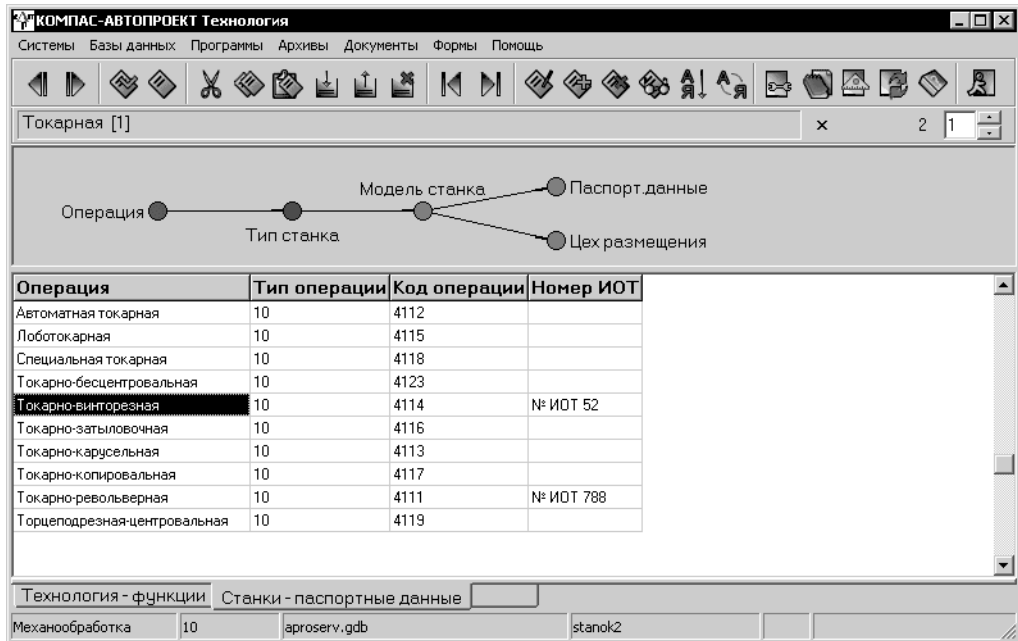 КОМПАС-АВТОПРОЕКТ Технология
Системы Базы данных Программы Архивы Документы Формы Помощь
Токарная [1] × 2 1
Модель станка Паспорт.данные
Операция
Тип станка Цех размещения
Операция Тип операции Код операции Номер ИОТ
Автоматная токарная 10 4112
Лоботокарная 10 4115
Специальная токарная 10 4118
Токарно-бесцентровальная 10 4123
Токарно-винторезная 10 4114 № ИОТ 52
Токарно-затыловочная 10 4116
Токарно-карусельная 10 4113
Токарно-копировальная 10 4117
Токарно-револьверная 10 4111 № ИОТ 788
Торцеподрезная-центровальная 10 4119
Технология - функции Станки - паспортные данные
Механообработка 10 aproserv.gdb stanok2